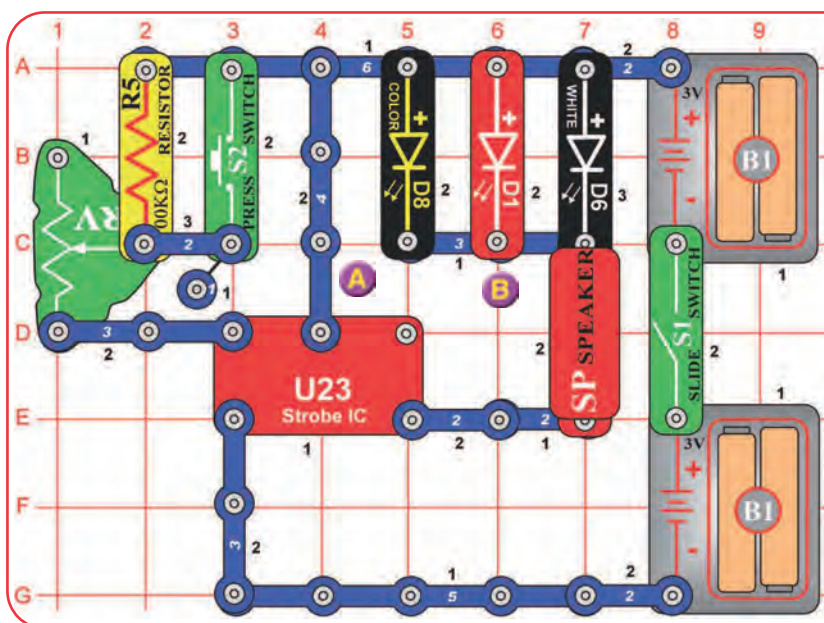 1 2 3 4 5 6 7 8 9
A
B
C
D
E
F
G
1 6
2 2
1
R5
00KΩ
RESISTOR
2
S2
PRESS SWITCH
2
2 4
COLOR
+
D8
2
+
D1
2
WHITE
+
D6
3
3V
+
-
B1
1
RV
3
2
1
1
3
1
A
B
3
2
U23
Strobe IC
1
2
2
2
1
2
SP SPEAKER
S1
SLIDE SWITCH
2
1
3V
+
-
B1
3
2
1
5
2
2